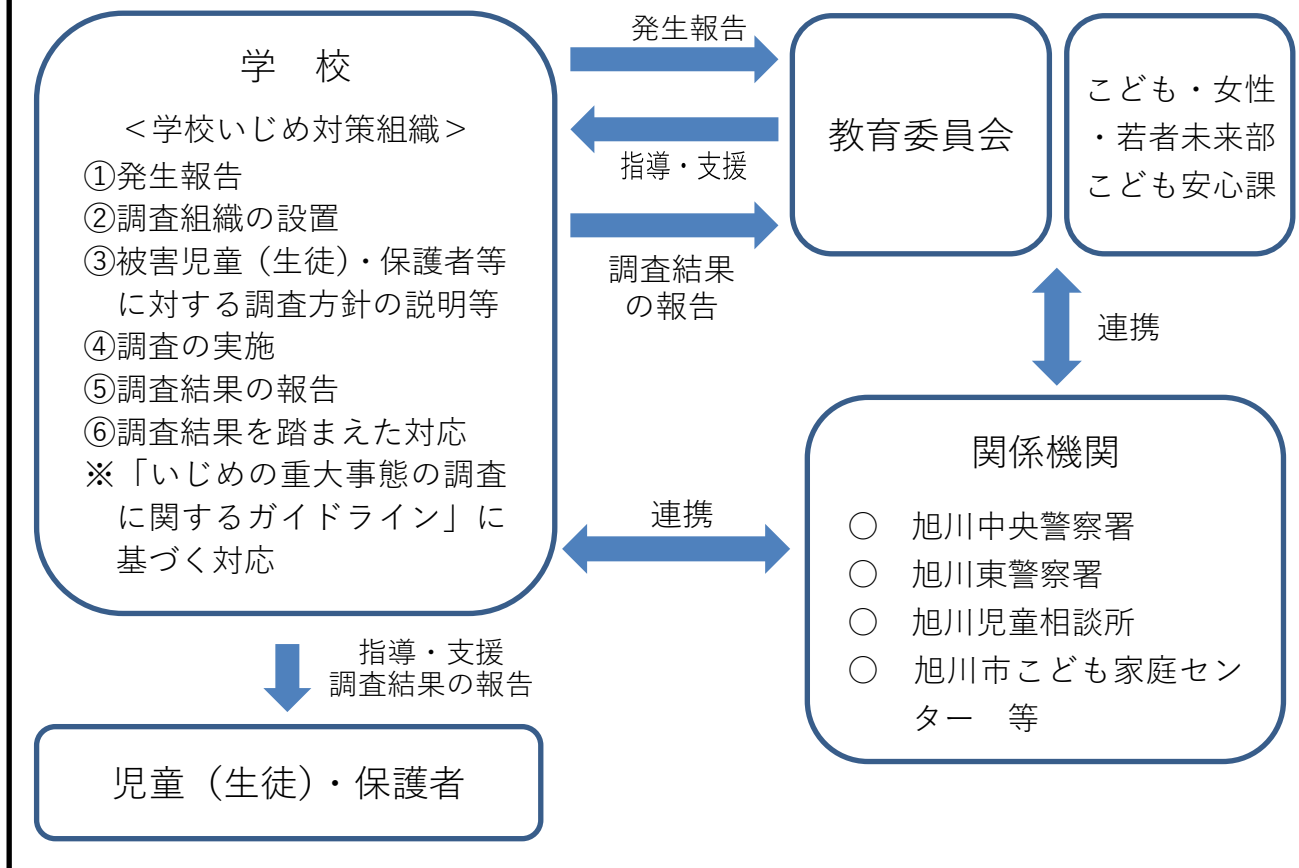 学　校
＜学校いじめ対策組織＞
①発生報告
②調査組織の設置
③被害児童（生徒）・保護者等
に対する調査方針の説明等
④調査の実施
⑤調査結果の報告
⑥調査結果を踏まえた対応
※「いじめの重大事態の調査
に関するガイドライン」に
基づく対応
発生報告
指導・支援
調査結果
の報告
教育委員会
こども・女性
・若者未来部
こども安心課
連携
連携
関係機関
○　旭川中央警察署
○　旭川東警察署
○　旭川児童相談所
○　旭川市こども家庭セン
ター　等
指導・支援
調査結果の報告
児童（生徒）・保護者